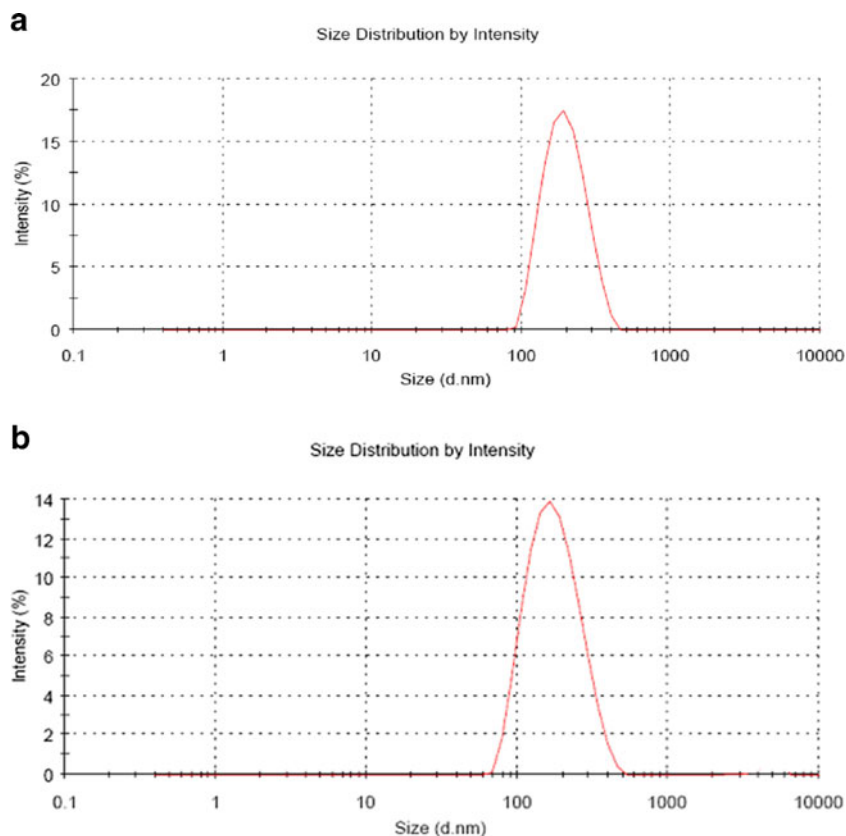 a
Size Distribution by Intensity
20
15
10
5
0
Intensity (%)
0.1 1 10 100 1000 10000
Size (d.nm)
b
Size Distribution by Intensity
14
12
10
8
6
4
2
0
Intensity (%)
0.1 1 10 100 1000 10000
Size (d.nm)